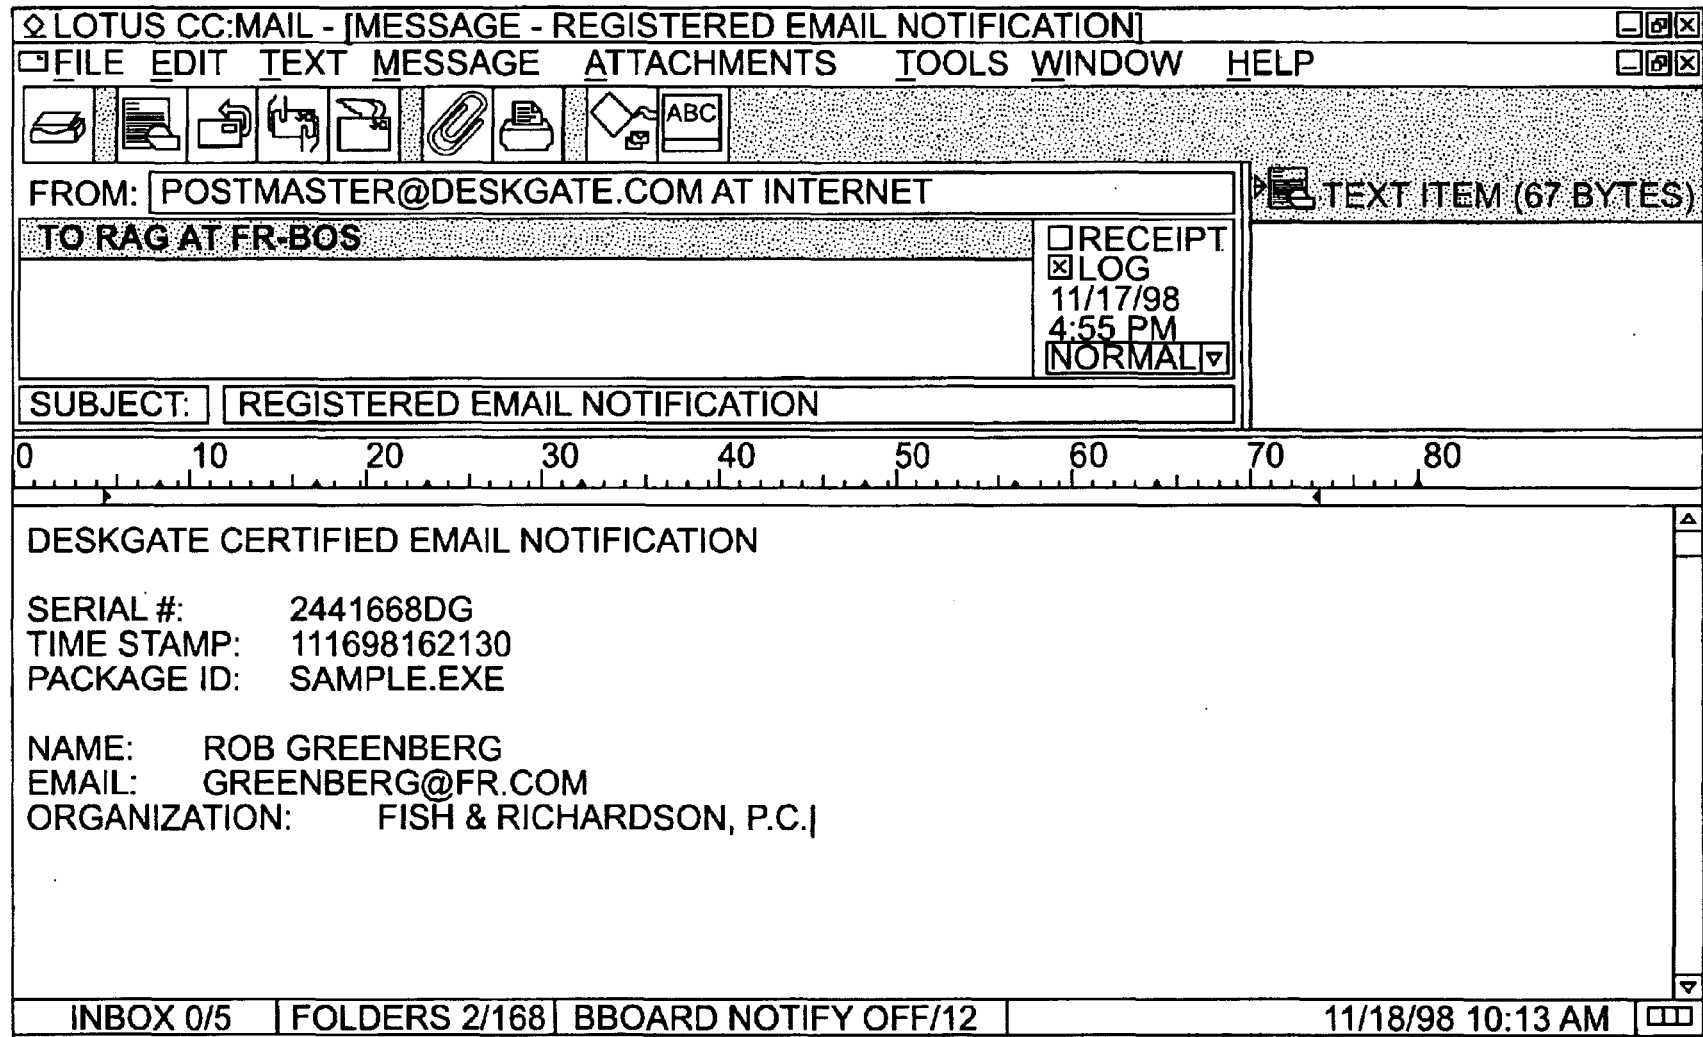 LOTUS CC:MAIL - [MESSAGE - REGISTERED EMAIL NOTIFICATION]
FILE EDIT TEXT MESSAGE ATTACHMENTS TOOLS WINDOW HELP
ABC
FROM: POSTMASTER@DESKGATE.COM AT INTERNET
TEXT ITEM (67 BYTES)
TO RAG AT FR-BOS
RECEIPT
LOG
11/17/98
4:55 PM
NORMAL
SUBJECT: REGISTERED EMAIL NOTIFICATION
0 10 20 30 40 50 60 70 80
DESKGATE CERTIFIED EMAIL NOTIFICATION
SERIAL #: 2441668DG
TIME STAMP: 111698162130
PACKAGE ID: SAMPLE.EXE
NAME: ROB GREENBERG
EMAIL: GREENBERG@FR.COM
ORGANIZATION: FISH & RICHARDSON, P.C.
INBOX 0/5 FOLDERS 2/168 BBOARD NOTIFY OFF/12 11/18/98 10:13 AM